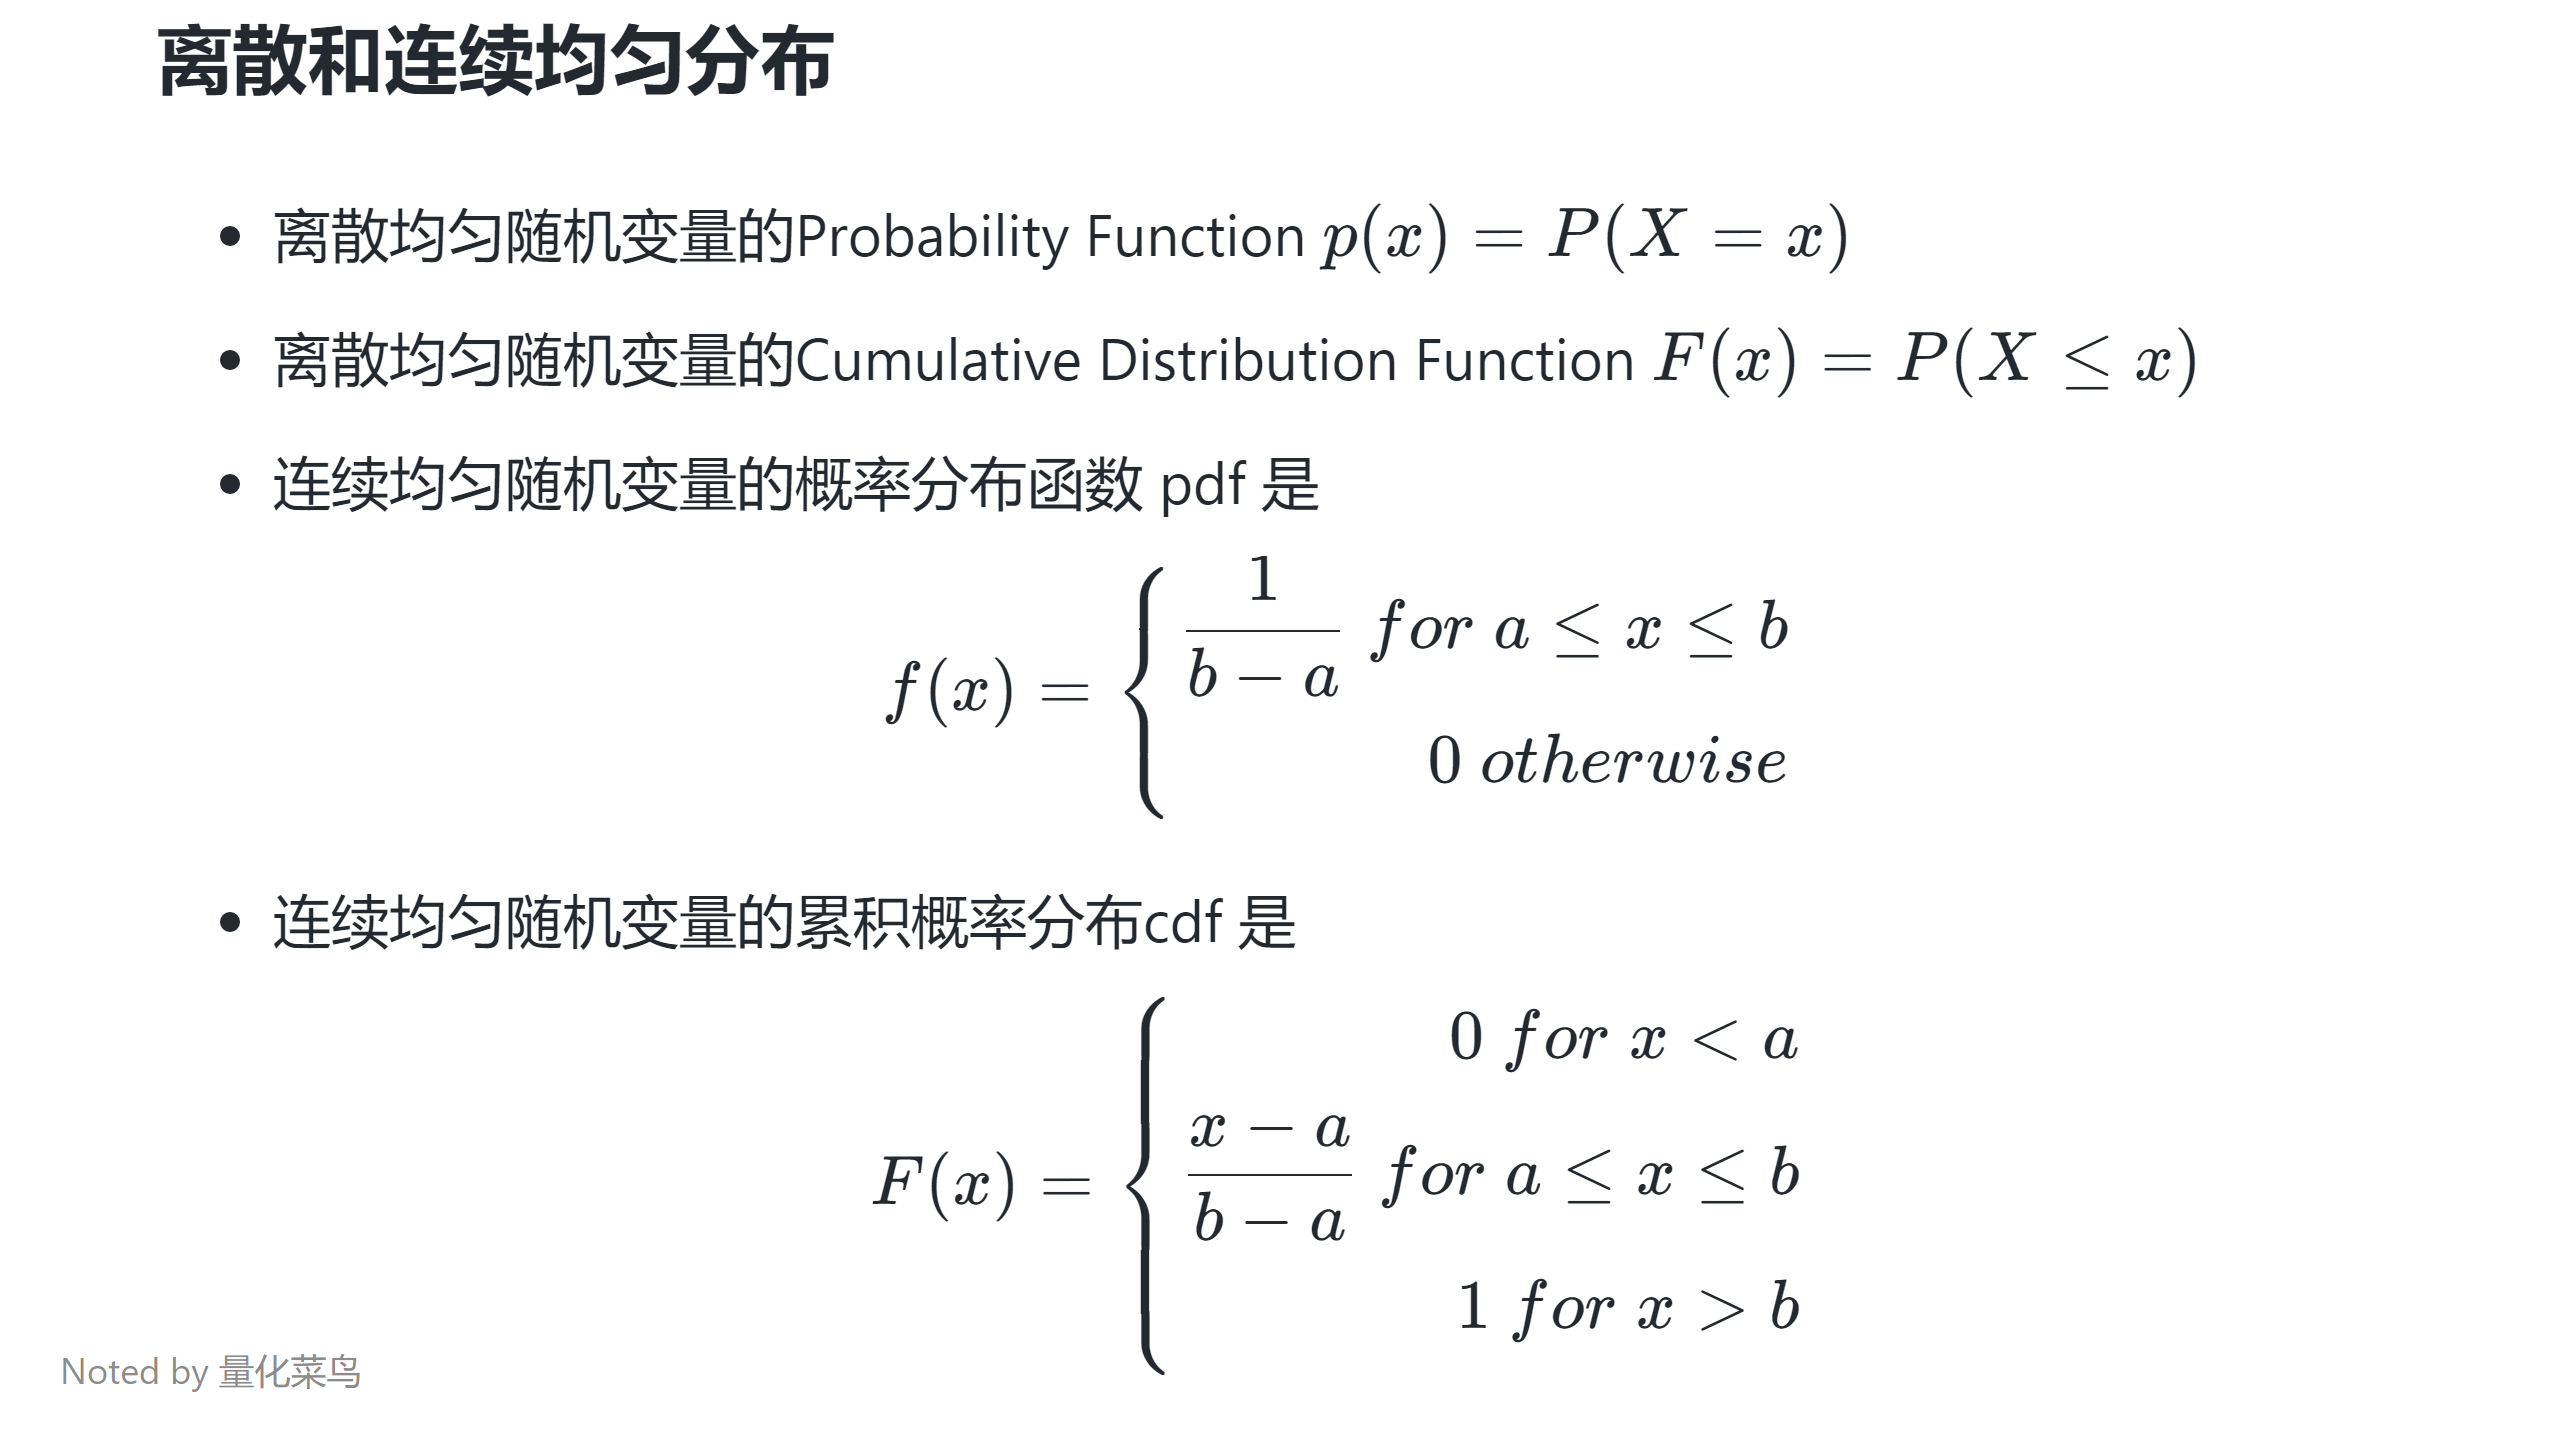 离散和连续均匀分布
• 离散均匀随机变量的Probability Function p(x) = P(X = x)
• 离散均匀随机变量的Cumulative Distribution Function F(x) = P(X ≤ x)
• 连续均匀随机变量的概率分布函数 pdf 是
f(x) = { 1/(b − a) for a ≤ x ≤ b
0 otherwise
• 连续均匀随机变量的累积概率分布cdf 是
0 for x < a
F(x) = { (x − a)/(b − a) for a ≤ x ≤ b
1 for x > b
Noted by 量化菜鸟